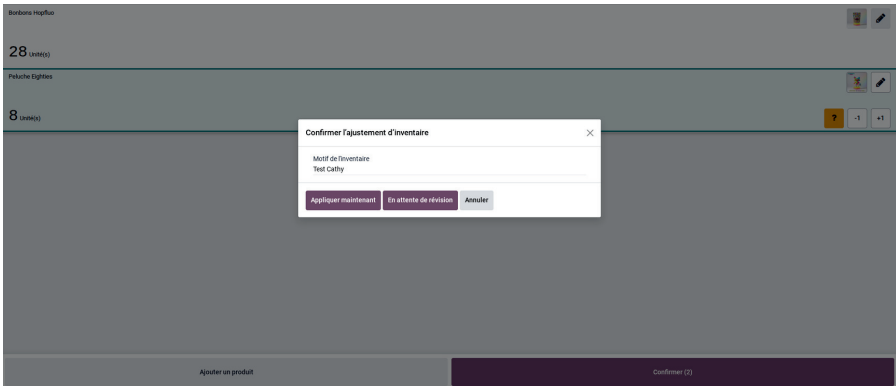 Bonbons Hopfluo
28 Unité(s)
Peluche Eighties
8 Unité(s)
? -1 +1
Confirmer l'ajustement d'inventaire
Motif de l'inventaire
Test Cathy
Appliquer maintenant En attente de révision Annuler
Ajouter un produit Confirmer (2)